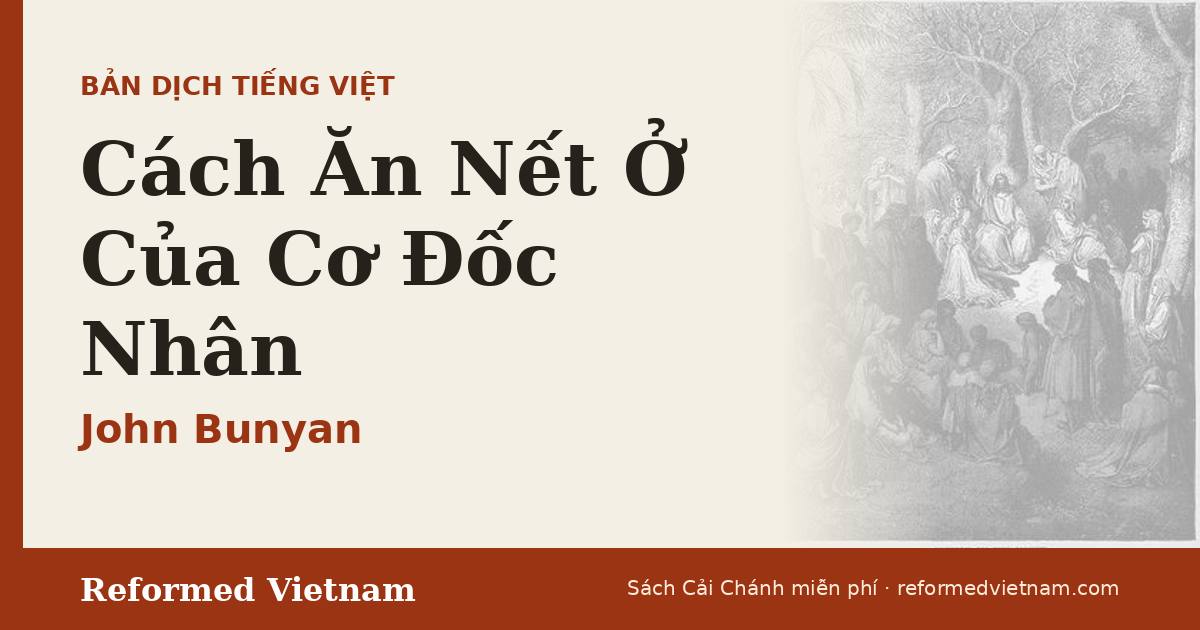 BẢN DỊCH TIẾNG VIỆT
Cách Ăn Nết Ở
Của Cơ Đốc
Nhân
John Bunyan
Reformed Vietnam
Sách Cải Chánh miễn phí · reformedvietnam.com